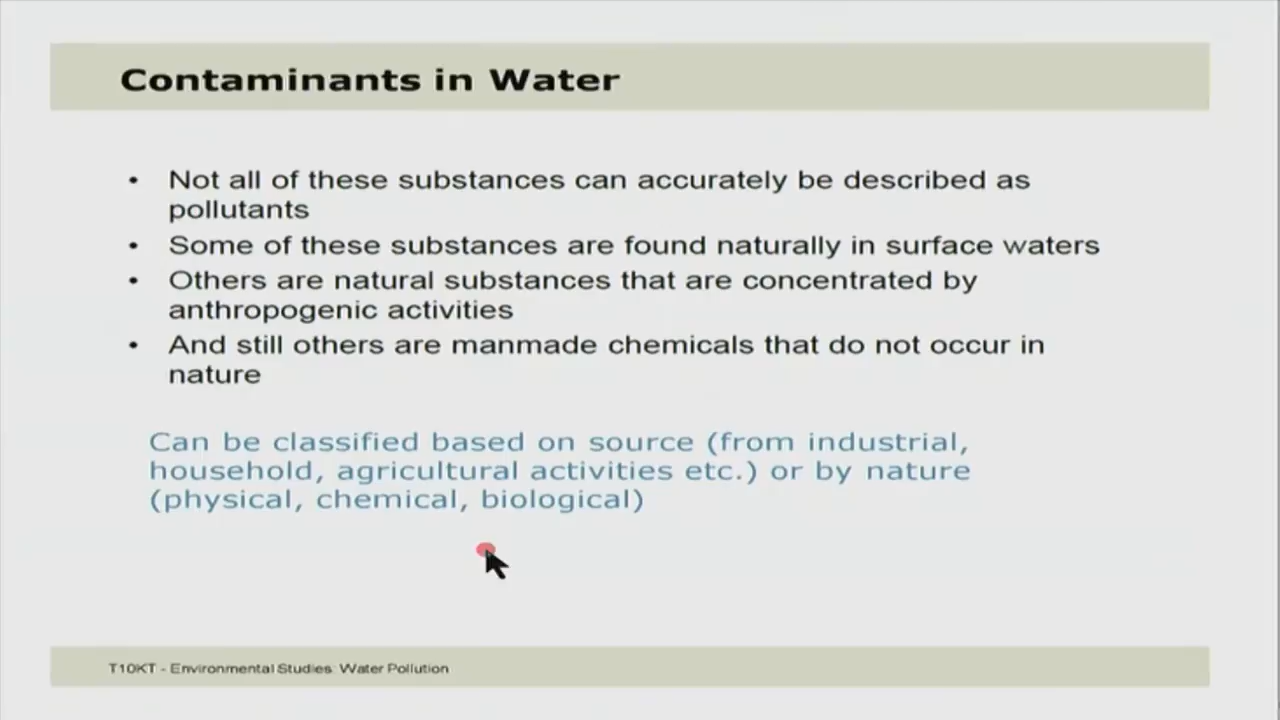 Contaminants in Water
• Not all of these substances can accurately be described as
pollutants
• Some of these substances are found naturally in surface waters
• Others are natural substances that are concentrated by
anthropogenic activities
• And still others are manmade chemicals that do not occur in
nature
Can be classified based on source (from industrial,
household, agricultural activities etc.) or by nature
(physical, chemical, biological)
T10KT - Environmental Studies: Water Pollution